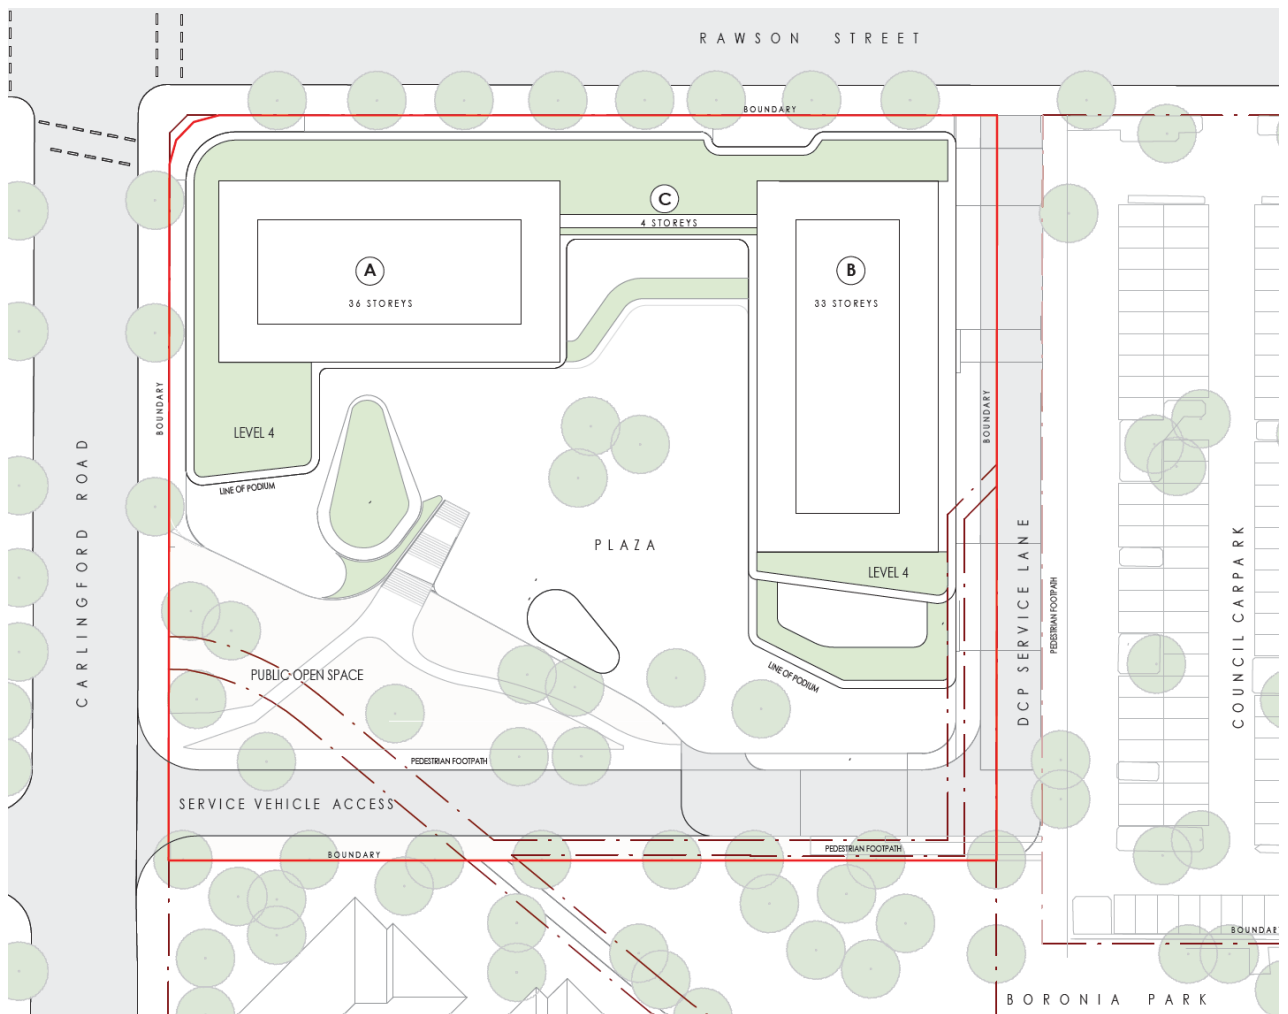 RAWSON STREET
BOUNDARY
C
4 STOREYS
A
36 STOREYS
B
33 STOREYS
BOUNDARY
BOUNDARY
LEVEL 4
LINE OF PODIUM
CARLINGFORD ROAD
PLAZA
LEVEL 4
DCP SERVICE LANE
PEDESTRIAN FOOTPATH
COUNCIL CARPARK
LINE OF PODIUM
PUBLIC OPEN SPACE
PEDESTRIAN FOOTPATH
SERVICE VEHICLE ACCESS
BOUNDARY
PEDESTRIAN FOOTPATH
BOUNDAR
BORONIA PARK